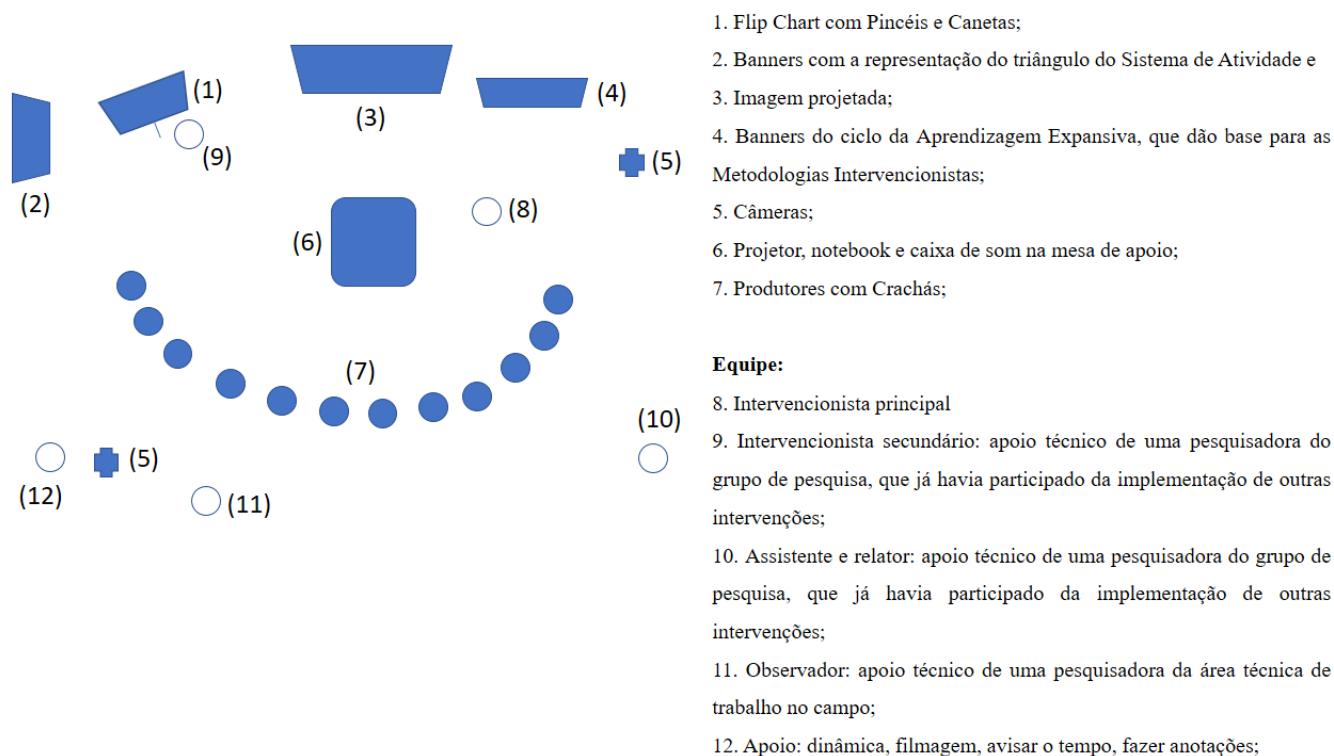 (1)
(2)
(3)
(4)
(5)
(6)
(7)
(8)
(9)
(10)
(11)
(12)
(5)
1. Flip Chart com Pincéis e Canetas;
2. Banners com a representação do triângulo do Sistema de Atividade e
3. Imagem projetada;
4. Banners do ciclo da Aprendizagem Expansiva, que dão base para as
Metodologias Intervencionistas;
5. Câmeras;
6. Projetor, notebook e caixa de som na mesa de apoio;
7. Produtores com Crachás;
Equipe:
8. Intervencionista principal
9. Intervencionista secundário: apoio técnico de uma pesquisadora do
grupo de pesquisa, que já havia participado da implementação de outras
intervenções;
10. Assistente e relator: apoio técnico de uma pesquisadora do grupo de
pesquisa, que já havia participado da implementação de outras
intervenções;
11. Observador: apoio técnico de uma pesquisadora da área técnica de
trabalho no campo;
12. Apoio: dinâmica, filmagem, avisar o tempo, fazer anotações;